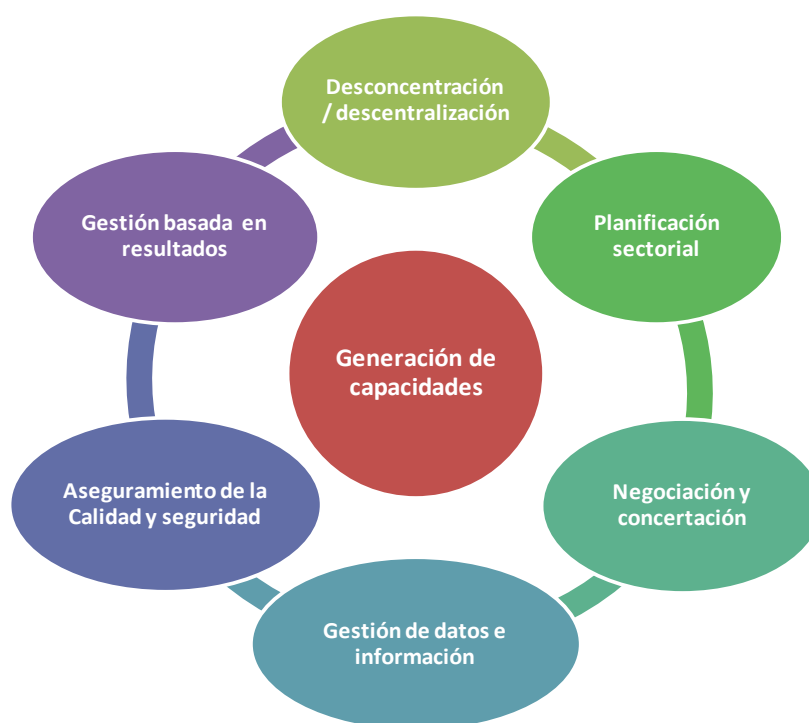 Desconcentración
/ descentralización
Gestión basada en
resultados
Planificación
sectorial
Generación de
capacidades
Aseguramiento de la
Calidad y seguridad
Negociación y
concertación
Gestión de datos e
información